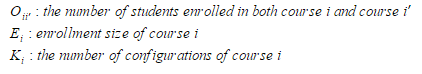 O_{ii'} : the number of students enrolled in both course i and course i'
E_i : enrollment size of course i
K_i : the number of configurations of course i